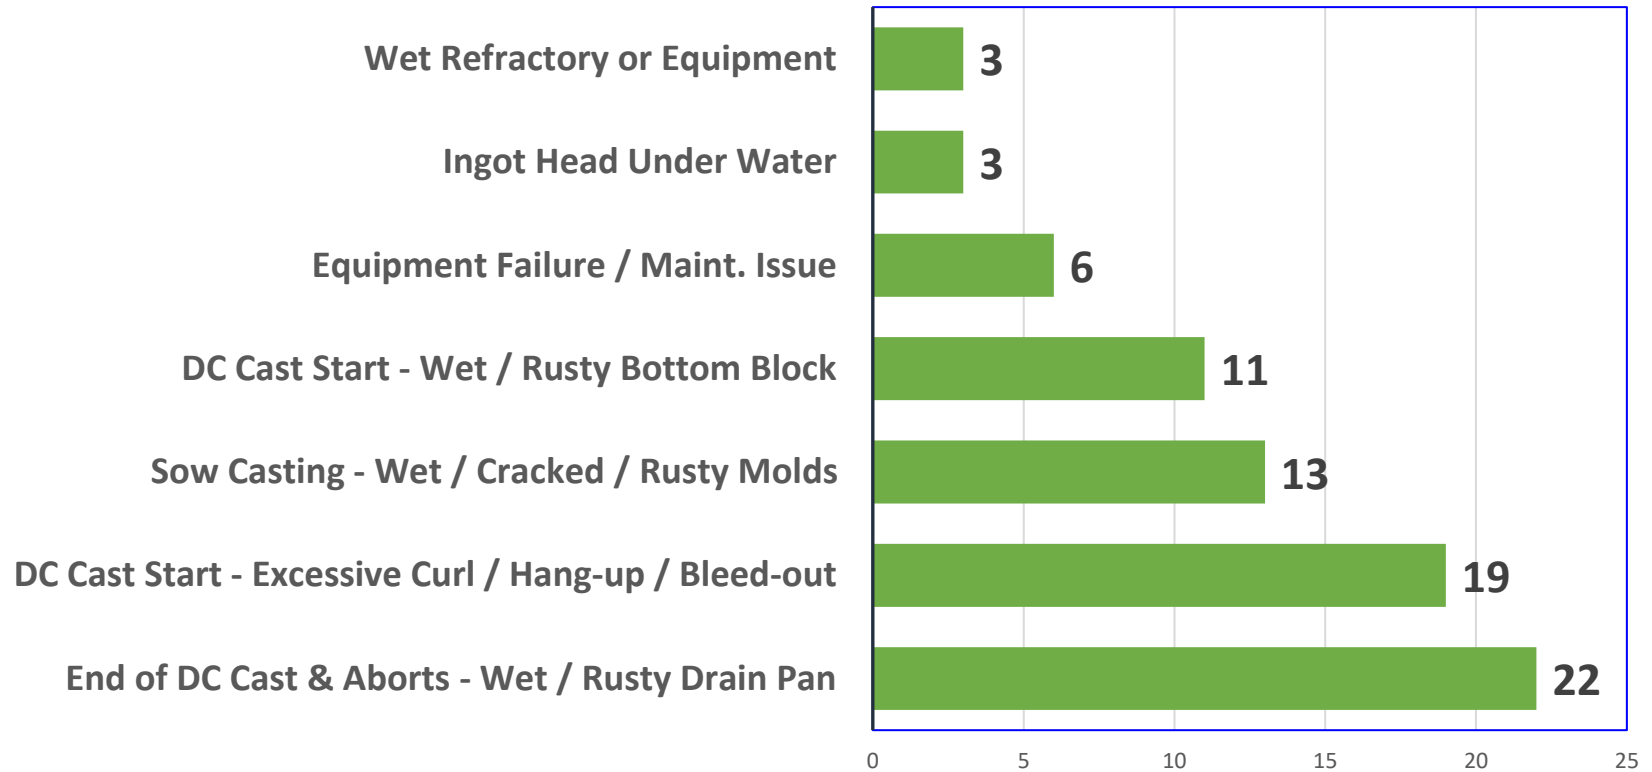 Wet Refractory or Equipment 3
Ingot Head Under Water 3
Equipment Failure / Maint. Issue 6
DC Cast Start - Wet / Rusty Bottom Block 11
Sow Casting - Wet / Cracked / Rusty Molds 13
DC Cast Start - Excessive Curl / Hang-up / Bleed-out 19
End of DC Cast & Aborts - Wet / Rusty Drain Pan 22
0 5 10 15 20 25